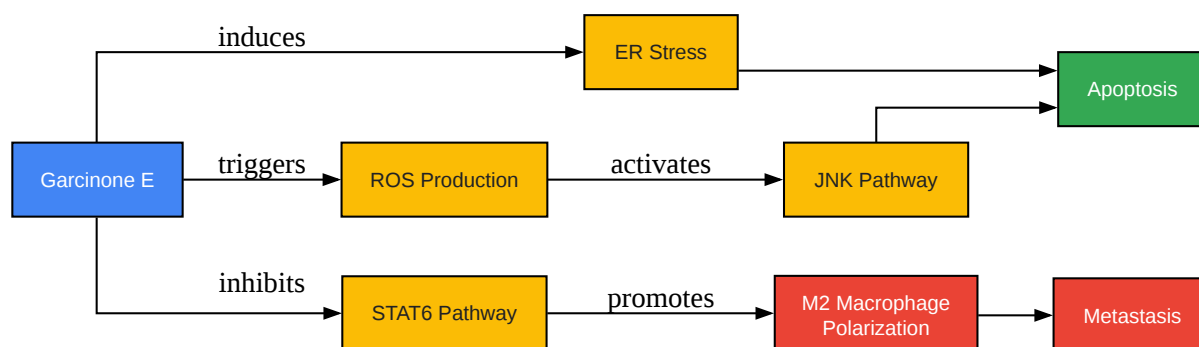 induces
ER Stress
Apoptosis
Garcinone E
triggers
ROS Production
activates
JNK Pathway
inhibits
STAT6 Pathway
promotes
M2 Macrophage
Polarization
Metastasis